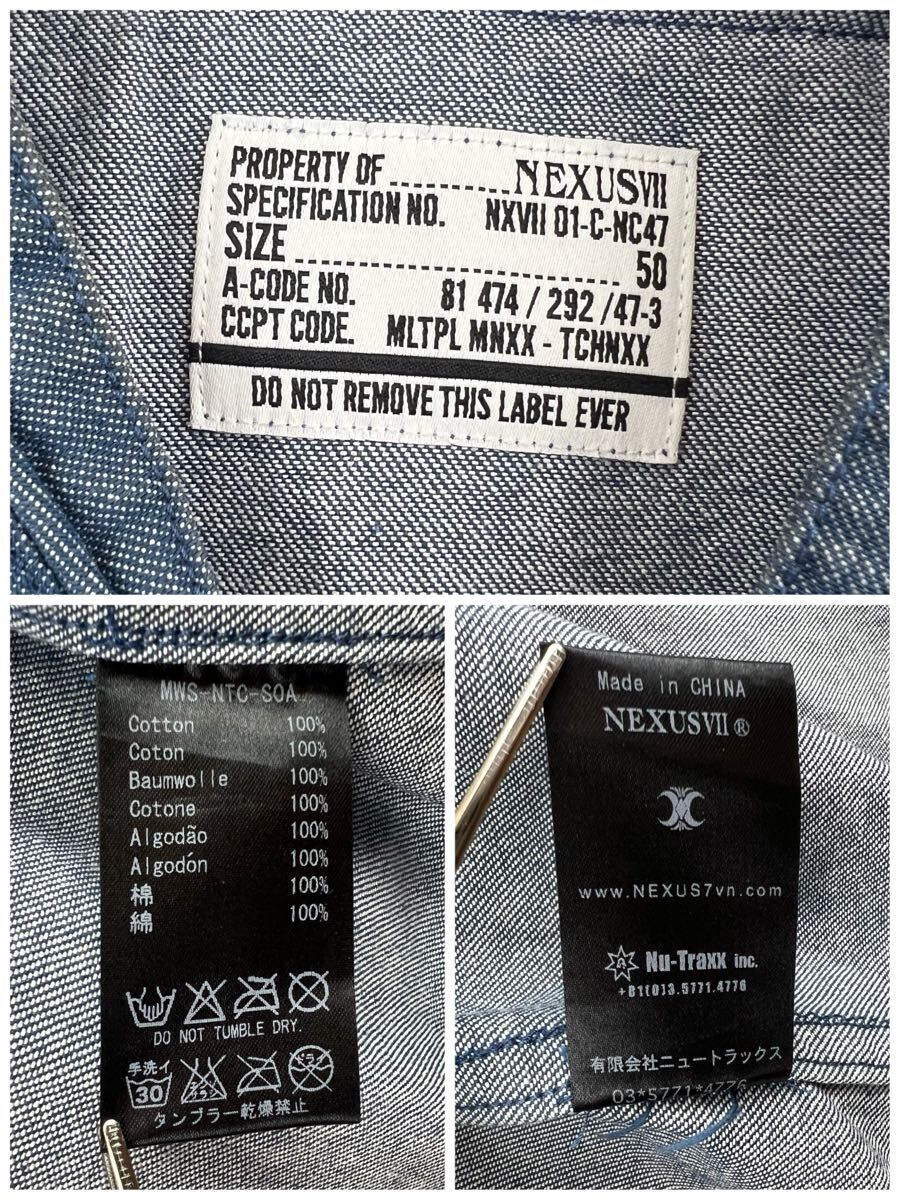 PROPERTY OF NEXUSVII
SPECIFICATION NO. NXVII 01-C-NC47
SIZE 50
A-CODE NO. 81 474 / 292 /47-3
CCPT CODE. MLTPL MNXX - TCHNXX
DO NOT REMOVE THIS LABEL EVER
MWS-NTC-SOA
Cotton 100%
Coton 100%
Baumwolle 100%
Cotone 100%
Algodão 100%
Algodón 100%
棉 100%
綿 100%
DO NOT TUMBLE DRY.
手洗イ
30
タンブラー乾燥禁止
Made in CHINA
NEXUSVII®
www.NEXUS7vn.com
Nu-Traxx inc.
+81(0)3.5771.4776
有限会社ニュートラックス
03*5771*4776